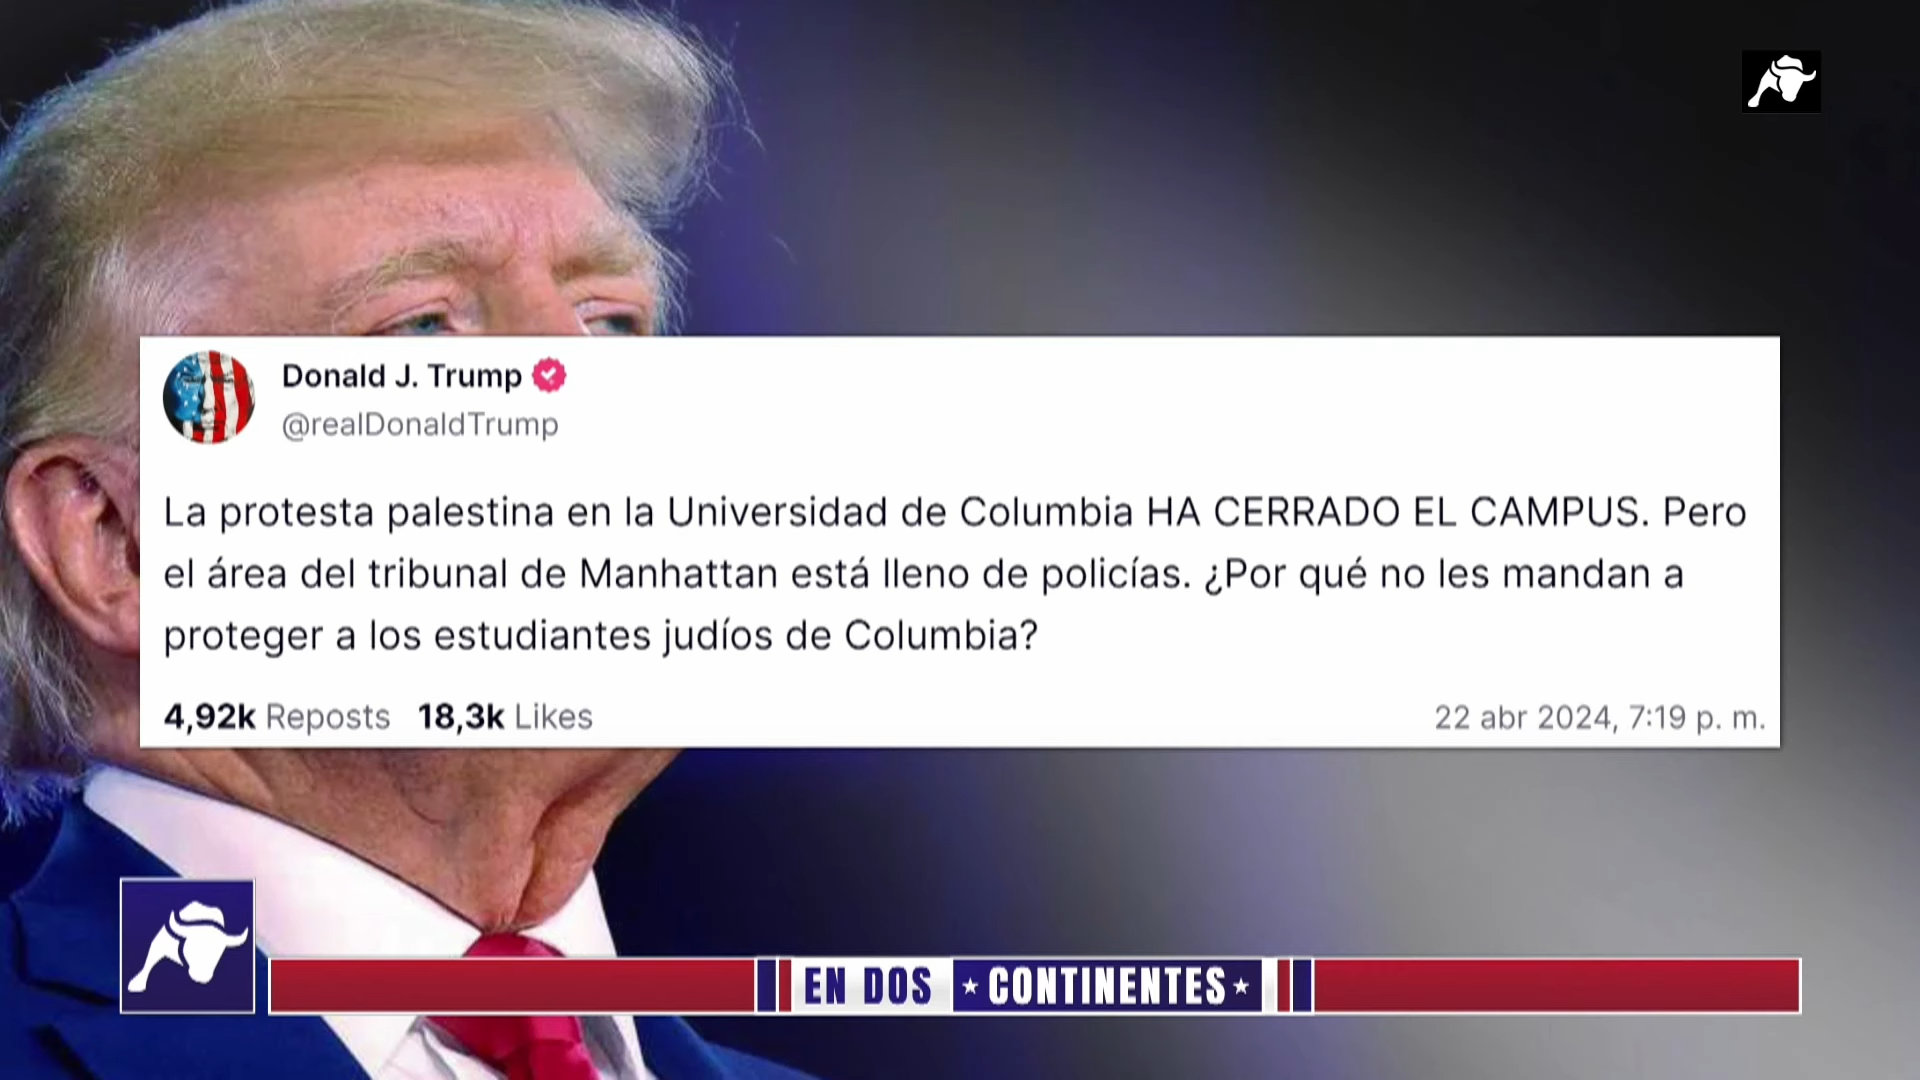 Donald J. Trump
@realDonaldTrump
La protesta palestina en la Universidad de Columbia HA CERRADO EL CAMPUS. Pero
el área del tribunal de Manhattan está lleno de policías. ¿Por qué no les mandan a
proteger a los estudiantes judíos de Columbia?
4,92k Reposts 18,3k Likes
22 abr 2024, 7:19 p. m.
EN DOS CONTINENTES